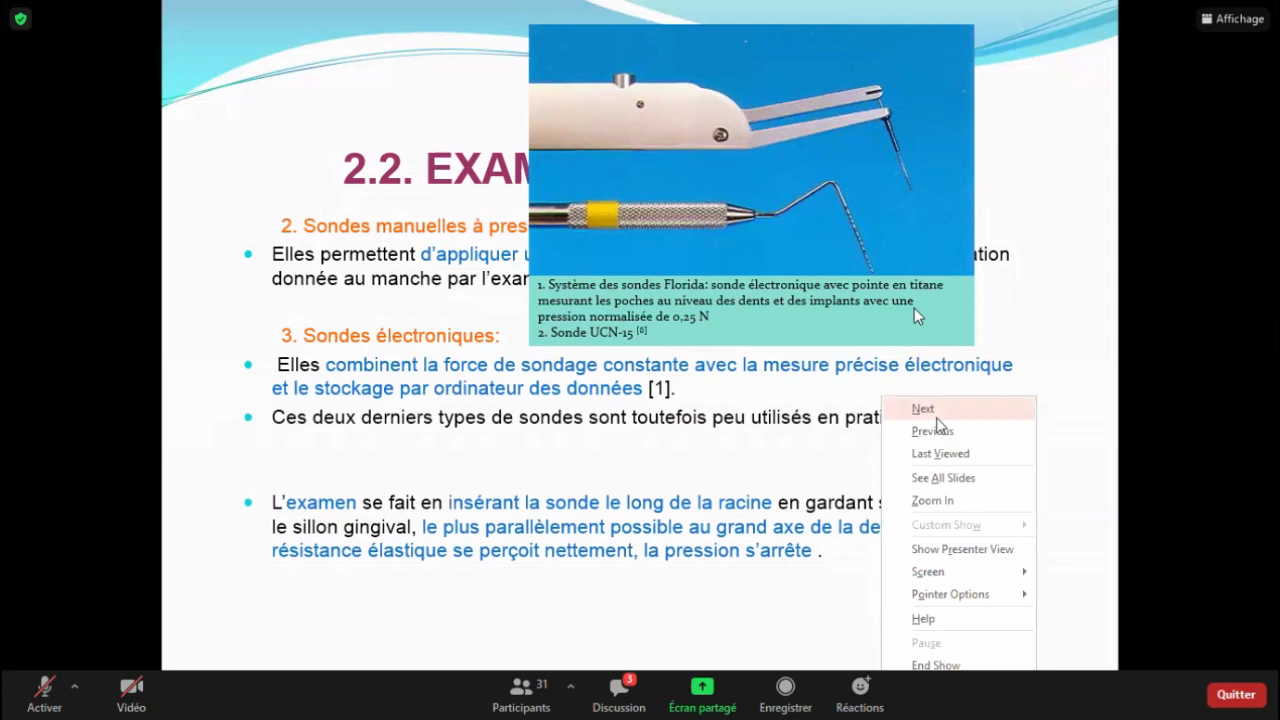 Affichage
2.2. EXAM
2. Sondes manuelles à pres
Elles permettent d'appliquer
donnée au manche par l'exar
1. Système des sondes Florida: sonde électronique avec pointe en titane
mesurant les poches au niveau des dents et des implants avec une
pression normalisée de 0,25 N
2. Sonde UCN-15 [8]
3. Sondes électroniques:
Elles combinent la force de sondage constante avec la mesure précise électronique
et le stockage par ordinateur des données [1].
Ces deux derniers types de sondes sont toutefois peu utilisés en prati
L'examen se fait en insérant la sonde le long de la racine en gardant
le sillon gingival, le plus parallèlement possible au grand axe de la de
résistance élastique se perçoit nettement, la pression s'arrête .
Next
Previous
Last Viewed
See All Slides
Zoom In
Custom Show
Show Presenter View
Screen
Pointer Options
Help
Pause
End Show
Activer
Vidéo
31
Participants
3
Discussion
Écran partagé
Enregistrer
Réactions
Quitter